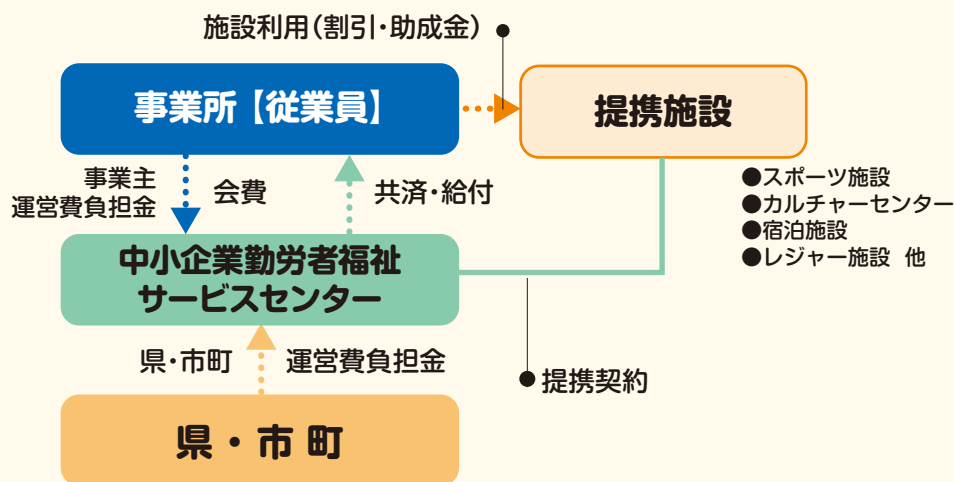 施設利用（割引・助成金）
事業所【従業員】
提携施設
事業主
運営費負担金
会費
共済・給付
●スポーツ施設
●カルチャーセンター
●宿泊施設
●レジャー施設 他
中小企業勤労者福祉
サービスセンター
県・市町
運営費負担金
提携契約
県・市 町